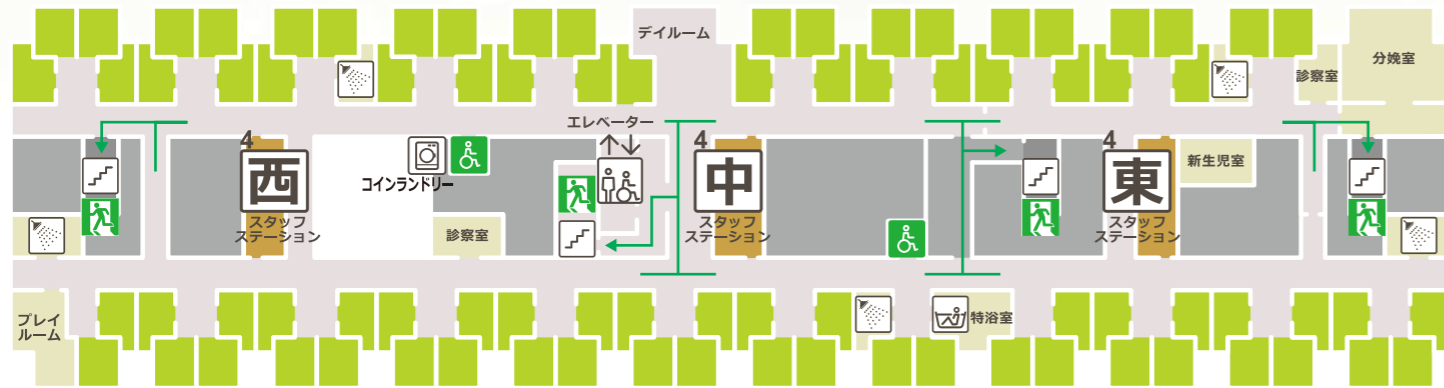 デイルーム
分娩室
診察室
エレベーター
4
西
スタッフ
ステーション
コインランドリー
診察室
4
中
スタッフ
ステーション
4
東
スタッフ
ステーション
新生児室
プレイ
ルーム
特浴室